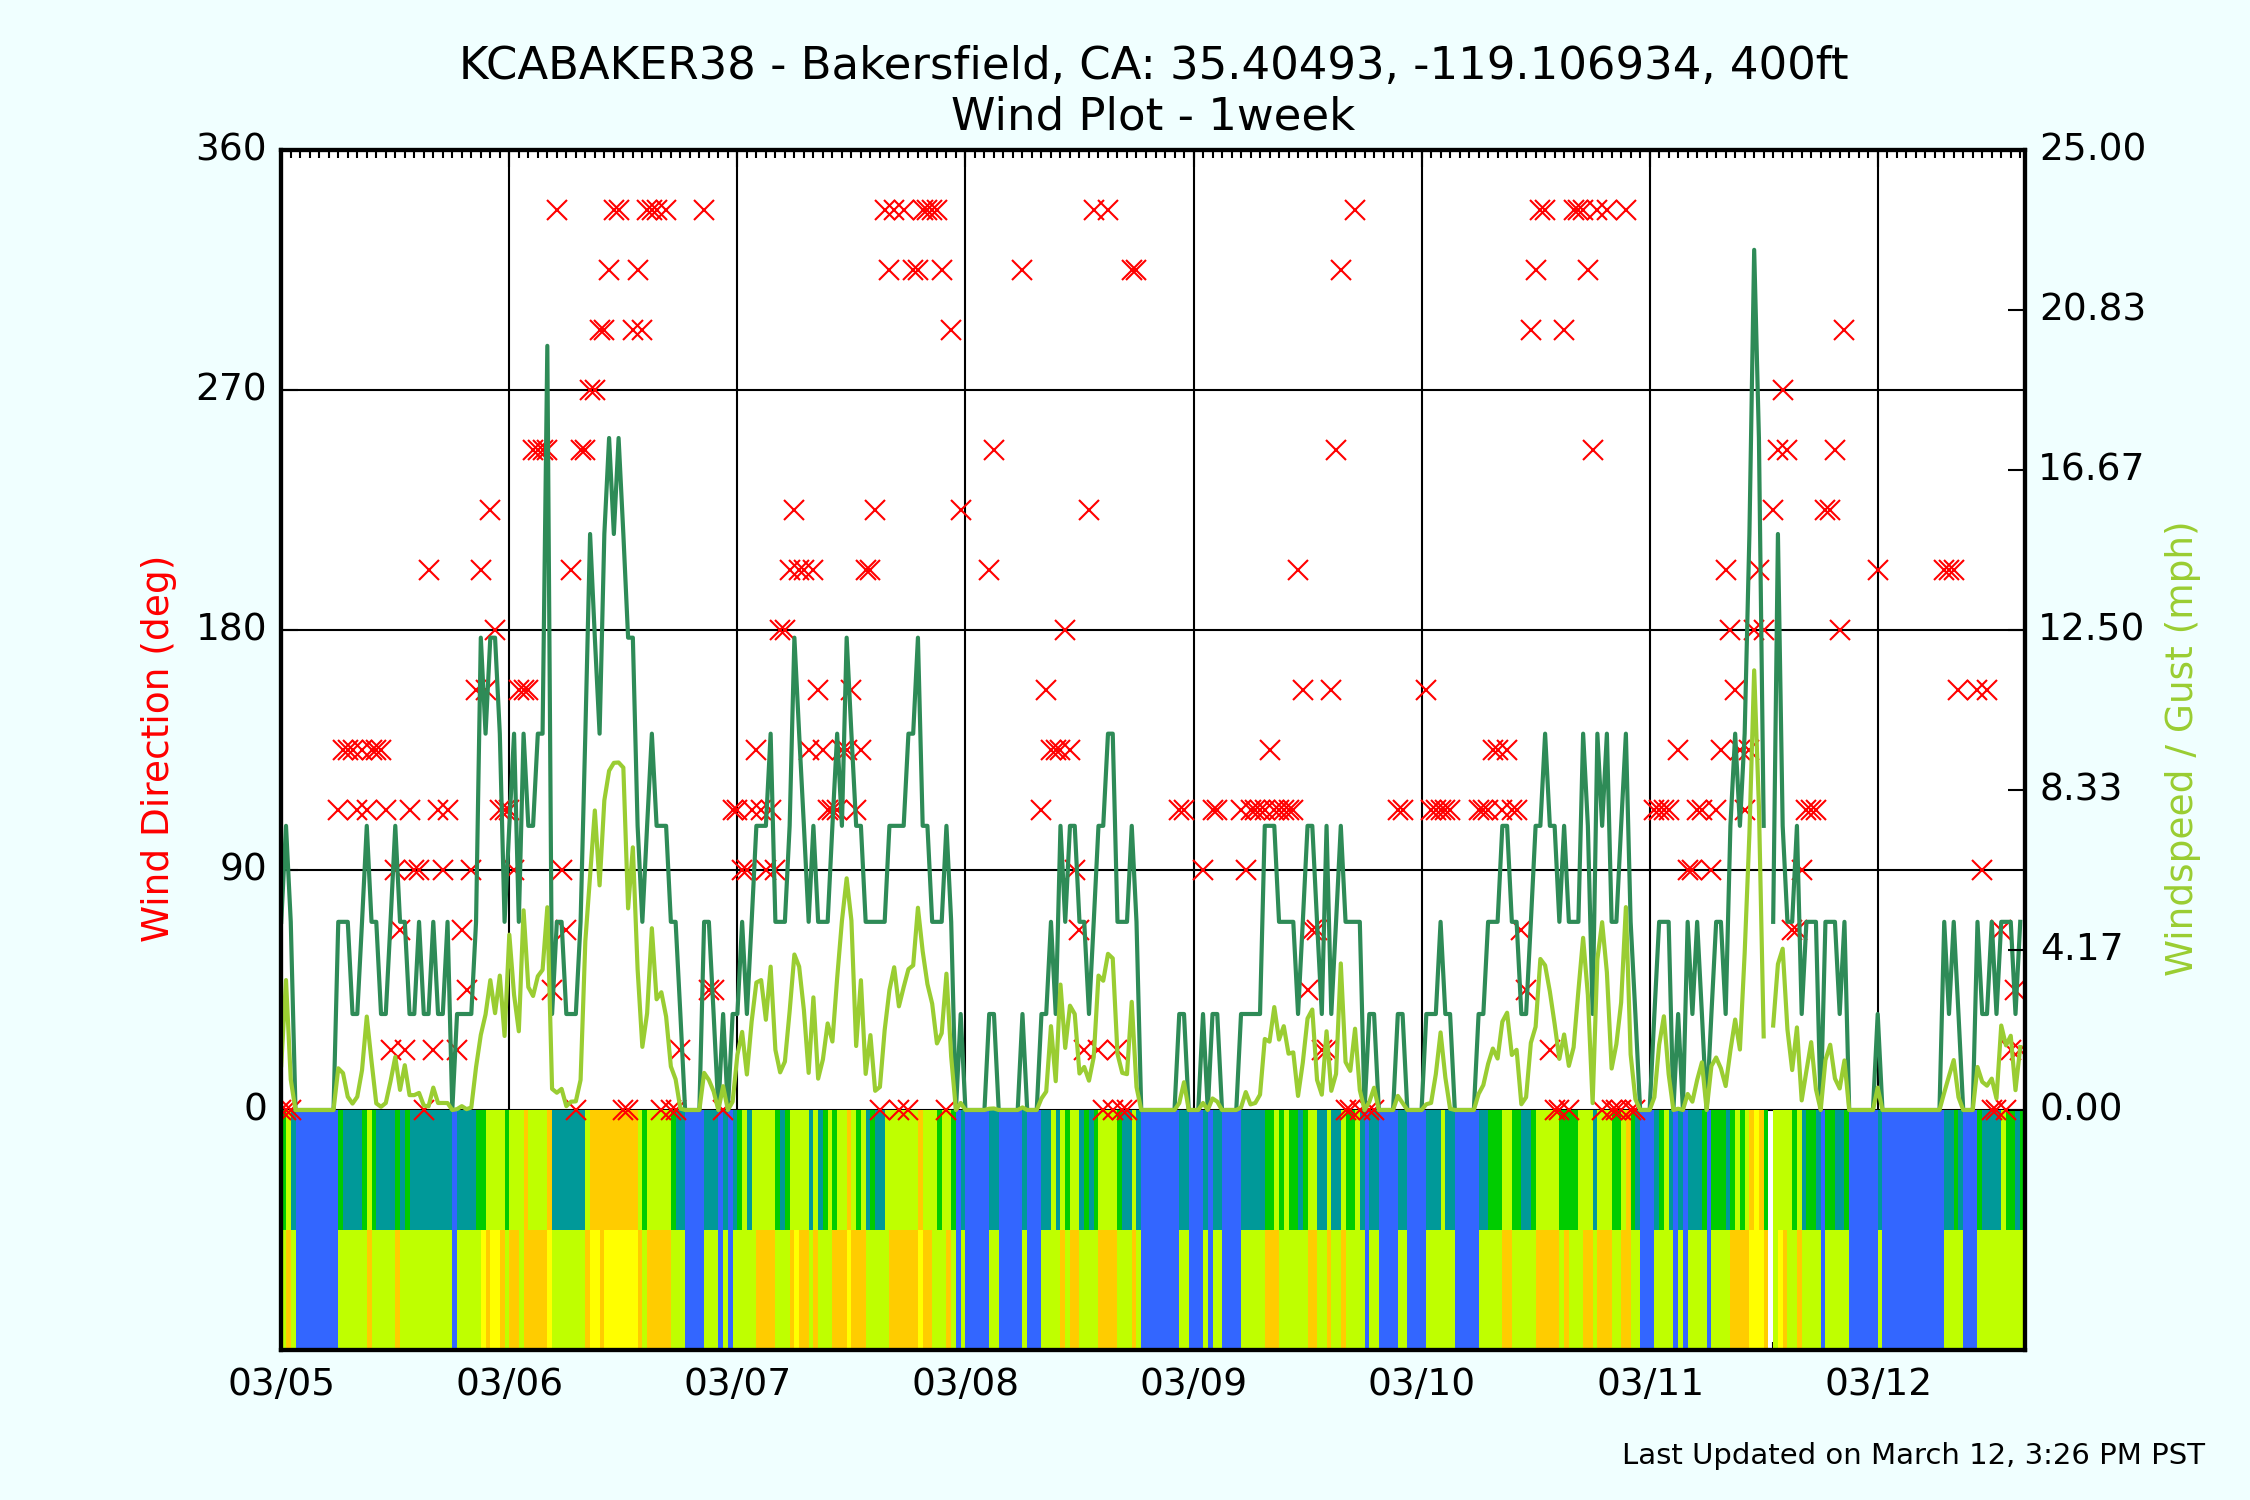 KCABAKER38 - Bakersfield, CA: 35.40493, -119.106934, 400ft
Wind Plot - 1week
360
270
180
90
0
Wind Direction (deg)
25.00
20.83
16.67
12.50
8.33
4.17
0.00
Windspeed / Gust (mph)
03/05 03/06 03/07 03/08 03/09 03/10 03/11 03/12
Last Updated on March 12, 3:26 PM PST